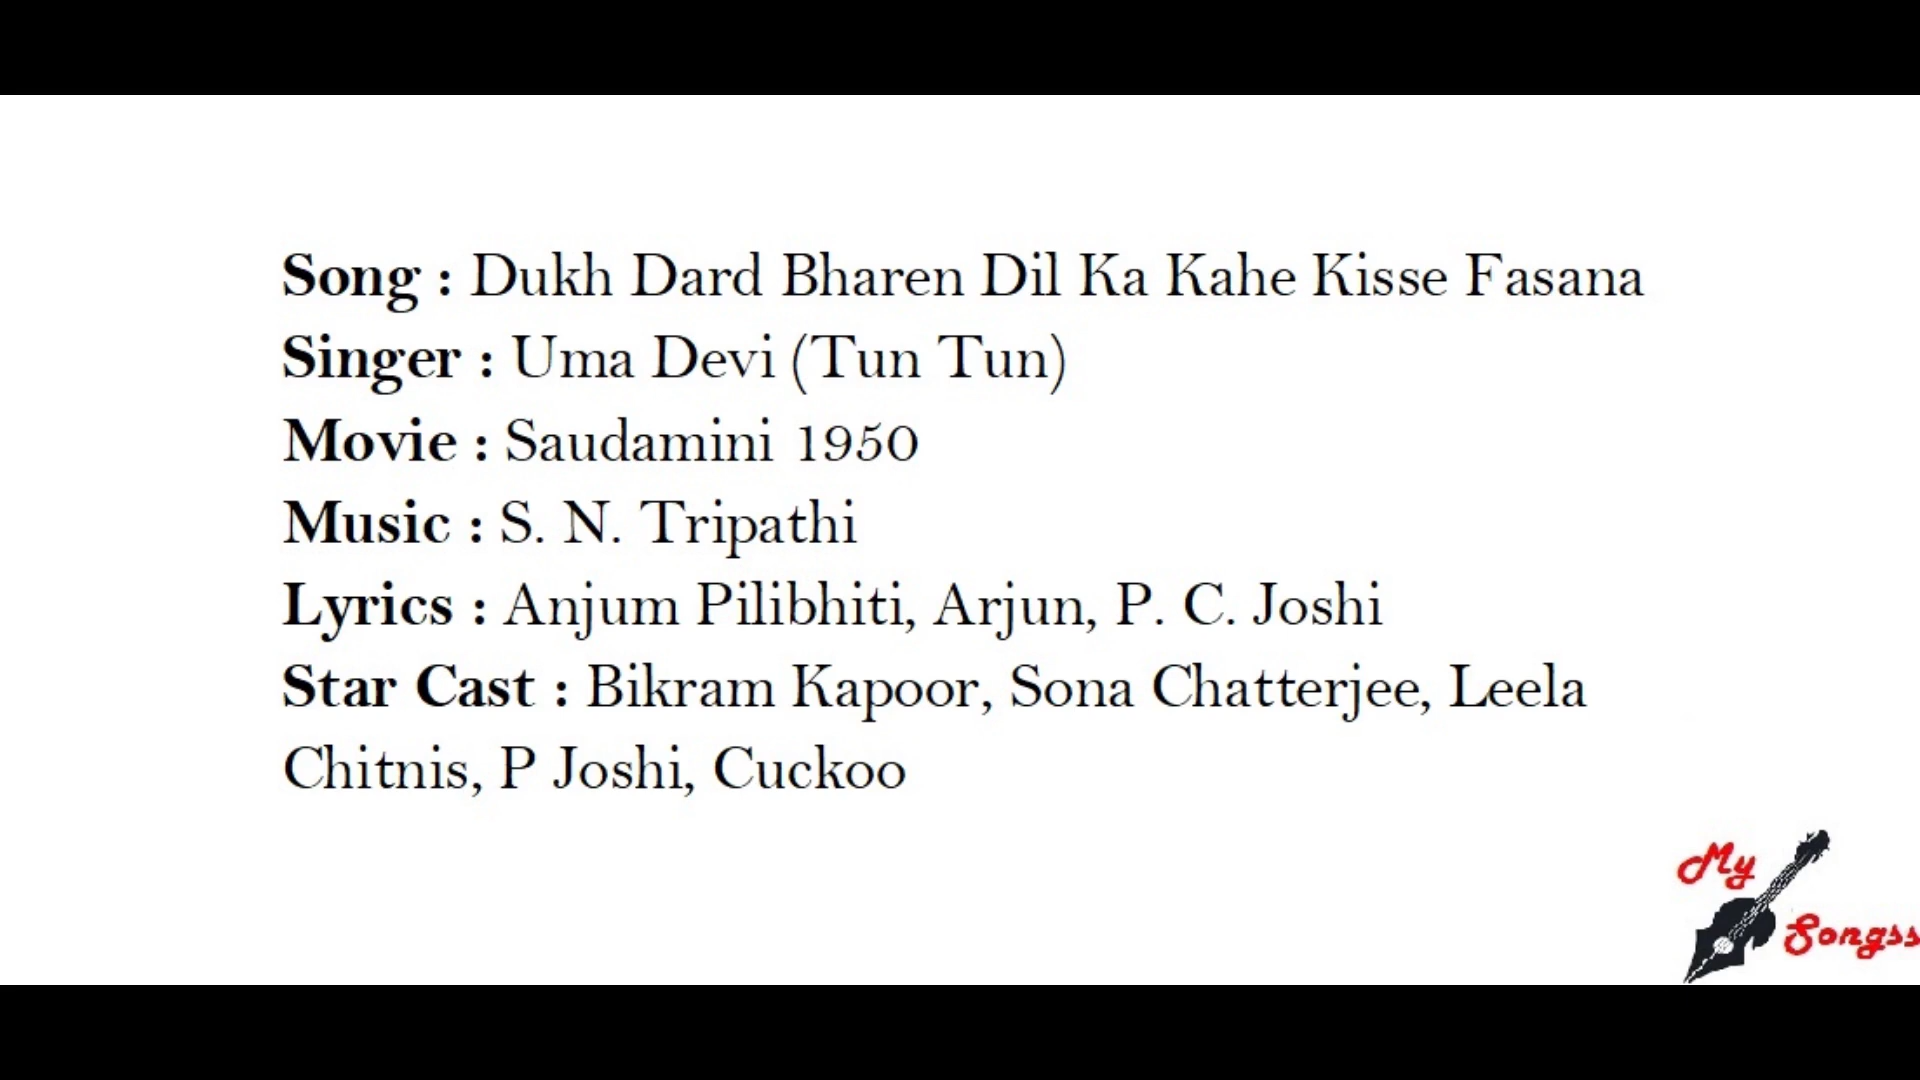 Song : Dukh Dard Bharen Dil Ka Kahe Kisse Fasana
Singer : Uma Devi (Tun Tun)
Movie : Saudamini 1950
Music : S. N. Tripathi
Lyrics : Anjum Pilibhiti, Arjun, P. C. Joshi
Star Cast : Bikram Kapoor, Sona Chatterjee, Leela
Chitnis, P Joshi, Cuckoo
My
Songss